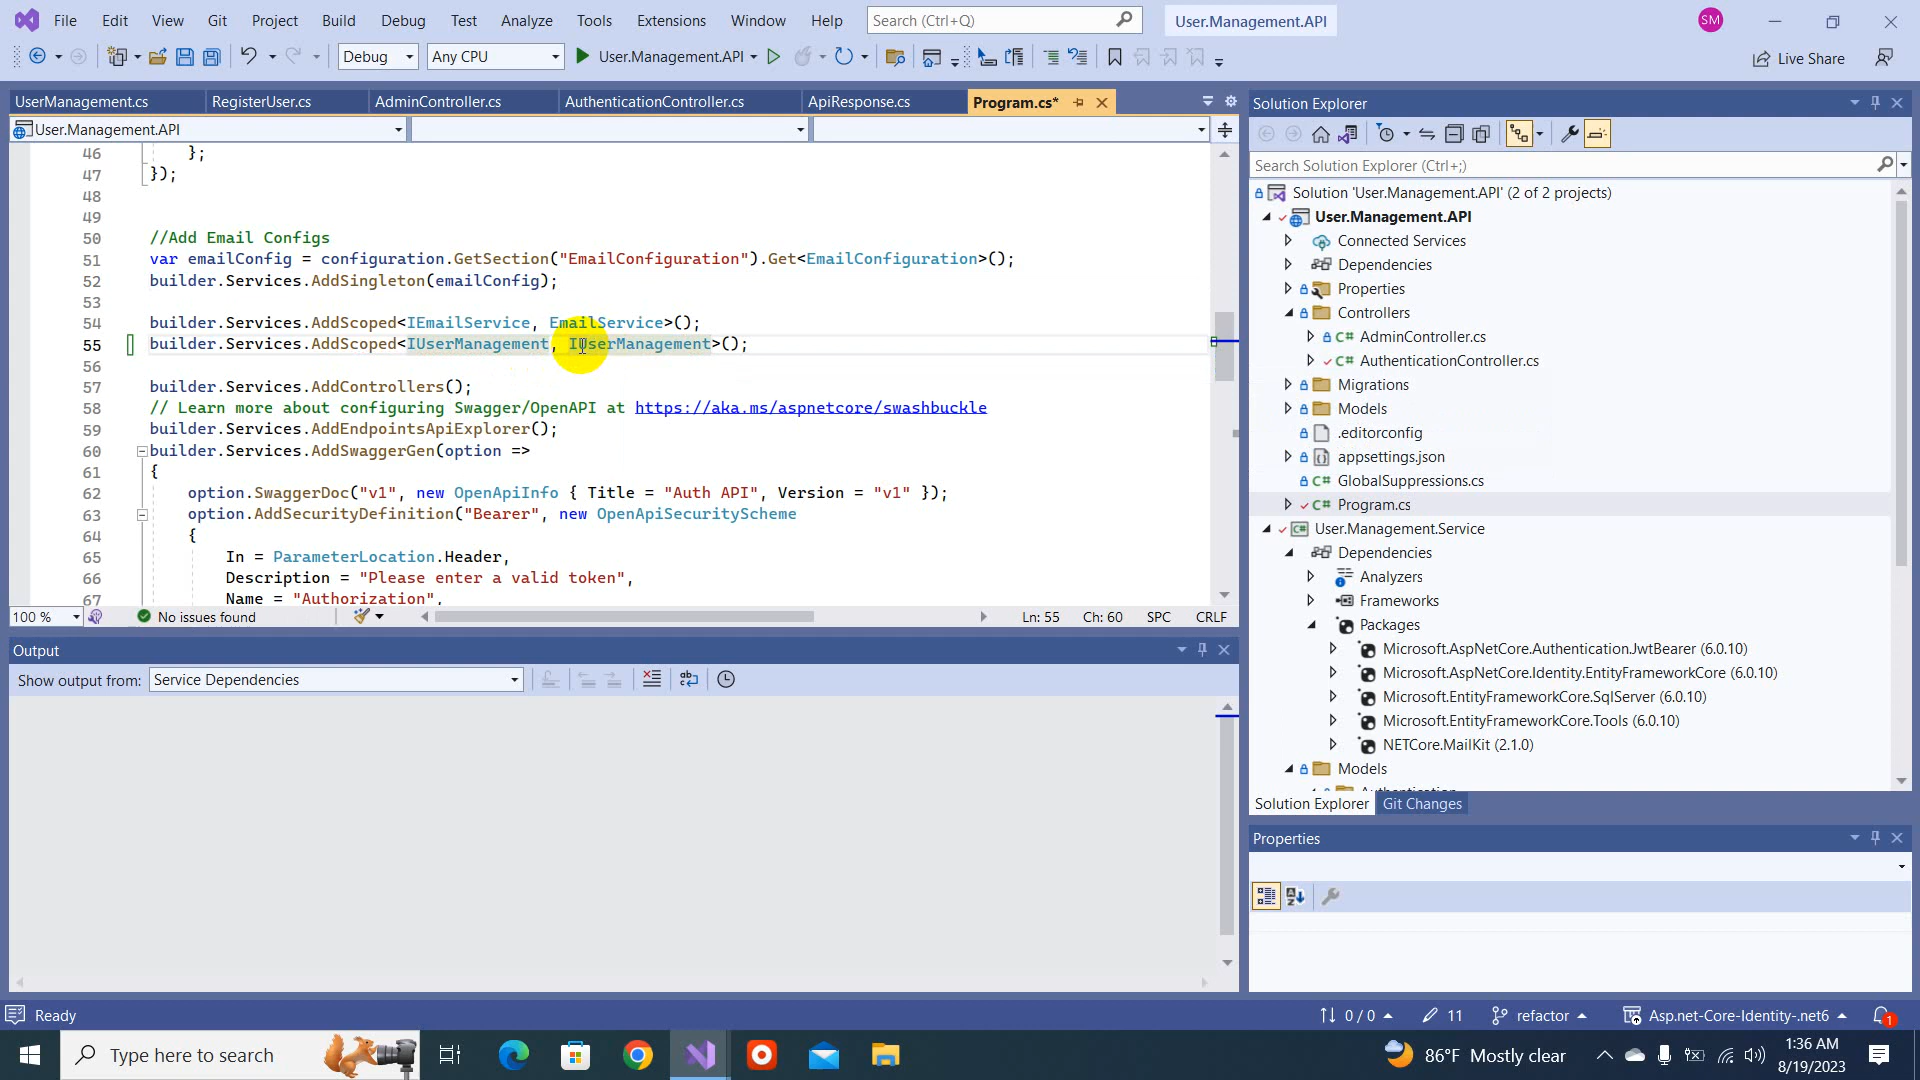 File Edit View Git Project Build Debug Test Analyze Tools Extensions Window Help Search (Ctrl+Q) User.Management.API SM
Debug Any CPU User.Management.API Live Share
UserManagement.cs RegisterUser.cs AdminController.cs AuthenticationController.cs ApiResponse.cs Program.cs*
User.Management.API
46 };
47 });
48
49
50 //Add Email Configs
51 var emailConfig = configuration.GetSection("EmailConfiguration").Get<EmailConfiguration>();
52 builder.Services.AddSingleton(emailConfig);
53
54 builder.Services.AddScoped<IEmailService, EmailService>();
55 builder.Services.AddScoped<IUserManagement, IUserManagement>();
56
57 builder.Services.AddControllers();
58 // Learn more about configuring Swagger/OpenAPI at https://aka.ms/aspnetcore/swashbuckle
59 builder.Services.AddEndpointsApiExplorer();
60 builder.Services.AddSwaggerGen(option =>
61 {
62 option.SwaggerDoc("v1", new OpenApiInfo { Title = "Auth API", Version = "v1" });
63 option.AddSecurityDefinition("Bearer", new OpenApiSecurityScheme
64 {
65 In = ParameterLocation.Header,
66 Description = "Please enter a valid token",
67 Name = "Authorization",
100 % No issues found Ln: 55 Ch: 60 SPC CRLF
Output
Show output from: Service Dependencies
Solution Explorer
Search Solution Explorer (Ctrl+;)
Solution 'User.Management.API' (2 of 2 projects)
User.Management.API
Connected Services
Dependencies
Properties
Controllers
C# AdminController.cs
C# AuthenticationController.cs
Migrations
Models
.editorconfig
appsettings.json
C# GlobalSuppressions.cs
C# Program.cs
C# User.Management.Service
Dependencies
Analyzers
Frameworks
Packages
Microsoft.AspNetCore.Authentication.JwtBearer (6.0.10)
Microsoft.AspNetCore.Identity.EntityFrameworkCore (6.0.10)
Microsoft.EntityFrameworkCore.SqlServer (6.0.10)
Microsoft.EntityFrameworkCore.Tools (6.0.10)
NETCore.MailKit (2.1.0)
Models
Authentication
Solution Explorer Git Changes
Properties
Ready 0 / 0 11 refactor Asp.net-Core-Identity-.net6 1
Type here to search 86°F Mostly clear 1:36 AM
8/19/2023